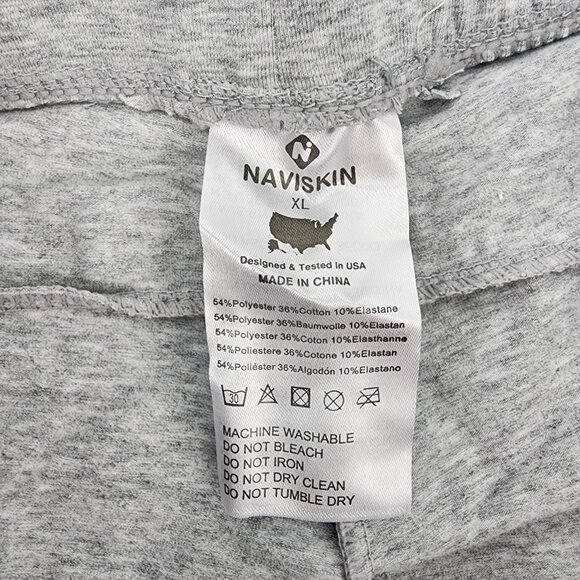 N
NAVISKIN
XL
Designed & Tested in USA
MADE IN CHINA
54%Polyester 36%Cotton 10%Elastane
54%Polyester 36%Baumwolle 10%Elastan
54%Polyester 36%Coton 10%Elasthanne
54%Poliestere 36%Cotone 10%Elastan
54%Poliéster 36%Algodón 10%Elastano
30
MACHINE WASHABLE
DO NOT BLEACH
DO NOT IRON
DO NOT DRY CLEAN
DO NOT TUMBLE DRY